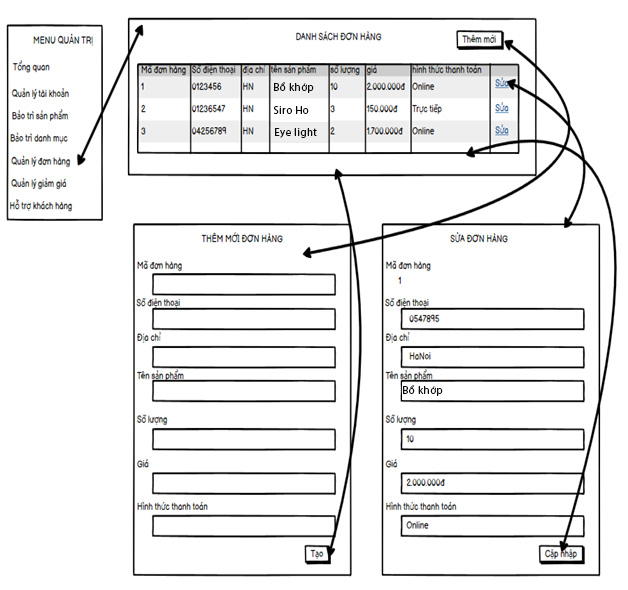 MENU QUẢN TRỊ
Tổng quan
Quản lý tài khoản
Bảo trì sản phẩm
Bảo trì danh mục
Quản lý đơn hàng
Quản lý giảm giá
Hỗ trợ khách hàng
DANH SÁCH ĐƠN HÀNG
Thêm mới
Mã đơn hàng Số điện thoại địa chỉ tên sản phẩm số lượng giá hình thức thanh toán
1 0123456 HN Bổ khớp 10 2.000.000đ Online Sửa
2 01236547 HN Siro Ho 3 150.000đ Trực tiếp Sửa
3 04256789 HN Eye light 2 1.700.000đ Online Sửa
THÊM MỚI ĐƠN HÀNG
Mã đơn hàng
Số điện thoại
Địa chỉ
Tên sản phẩm
Số lượng
Giá
Hình thức thanh toán
Tạo
SỬA ĐƠN HÀNG
Mã đơn hàng
1
Số điện thoại
0547895
Địa chỉ
HaNoi
Tên sản phẩm
Bổ khớp
Số lượng
10
Giá
2.000.000đ
Hình thức thanh toán
Online
Cập nhập